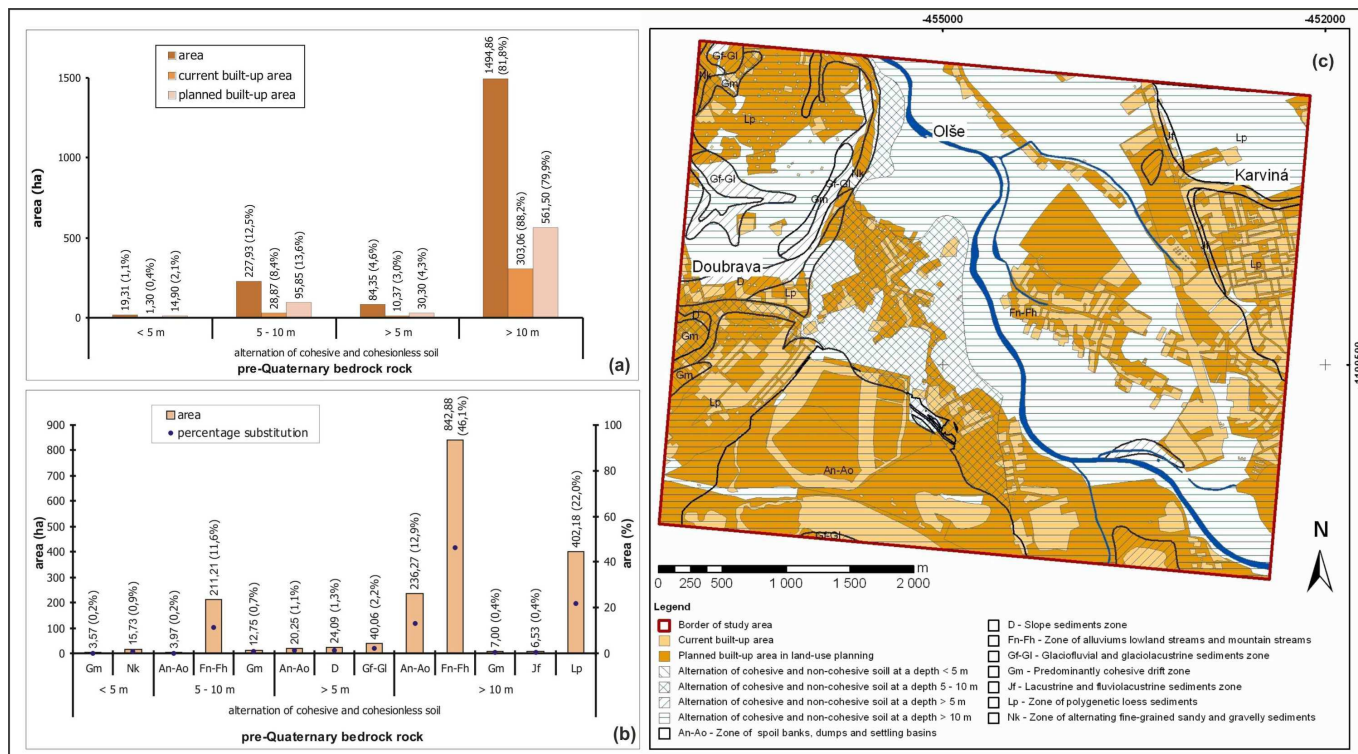 area
current built-up area
planned built-up area
area (ha)
1500
1000
500
0
19,31 (1,1%)
1,30 (0,4%)
14,90 (2,1%)
227,93 (12,5%)
28,87 (8,4%)
95,85 (13,6%)
84,35 (4,6%)
10,37 (3,0%)
30,30 (4,3%)
1494,86
(81,8%)
303,06 (88,2%)
561,50 (79,9%)
< 5 m
5 - 10 m
> 5 m
> 10 m
alternation of cohesive and cohesionless soil
pre-Quaternary bedrock rock
(a)
area
percentage substitution
area (ha)
900
800
700
600
500
400
300
200
100
0
3,57 (0,2%)
15,73 (0,9%)
3,97 (0,2%)
211,21 (11,6%)
12,75 (0,7%)
20,25 (1,1%)
24,09 (1,3%)
40,06 (2,2%)
236,27 (12,9%)
842,88
(46,1%)
7,00 (0,4%)
6,53 (0,4%)
402,18 (22,0%)
100
80
60
40
20
0
area (%)
Gm
Nk
An-Ao
Fn-Fh
Gm
An-Ao
D
Gf-Gl
An-Ao
Fn-Fh
Gm
Jf
Lp
< 5 m
5 - 10 m
> 5 m
> 10 m
alternation of cohesive and cohesionless soil
pre-Quaternary bedrock rock
(b)
-455000
-452000
(c)
Gf-Gl
Nk
Gm
Lp
Olše
Jf
Lp
Karviná
Gf-Gl
Nk
Gf-Gl
Gm
Jf
Lp
Doubrava
D
Lp
Fn-Fh
D
Gm
Gm
Lp
An-Ao
Gf-Gl
N
m
0
500
1 000
1 500
2 000
Legend
Border of study area
Current built-up area
Planned built-up area in land-use planning
Alternation of cohesive and non-cohesive soil at a depth < 5 m
Alternation of cohesive and non-cohesive soil at a depth 5 - 10 m
Alternation of cohesive and non-cohesive soil at a depth > 5 m
Alternation of cohesive and non-cohesive soil at a depth > 10 m
An-Ao - Zone of spoil banks, dumps and settling basins
D - Slope sediments zone
Fn-Fh - Zone of alluviums lowland streams and mountain streams
Gf-Gl - Glaciofluvial and glaciolacustrine sediments zone
Gm - Predominantly cohesive drift zone
Jf - Lacustrine and fluviolacustrine sediments zone
Lp - Zone of polygenetic loess sediments
Nk - Zone of alternating fine-grained sandy and gravelly sediments